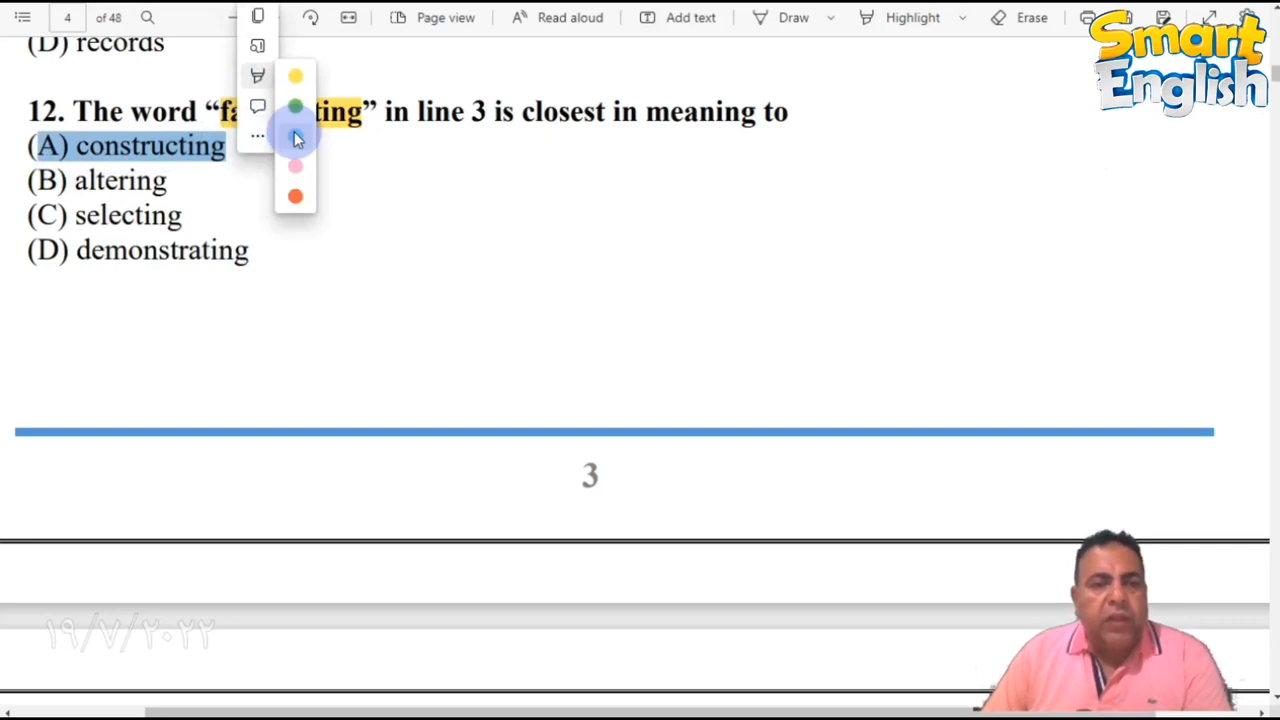 4 of 48 Page view Read aloud Add text Draw Highlight Erase
Smart
English
(D) records
12. The word “fa ting” in line 3 is closest in meaning to
(A) constructing
(B) altering
(C) selecting
(D) demonstrating
3
١٩/٧/٢٠٢٢